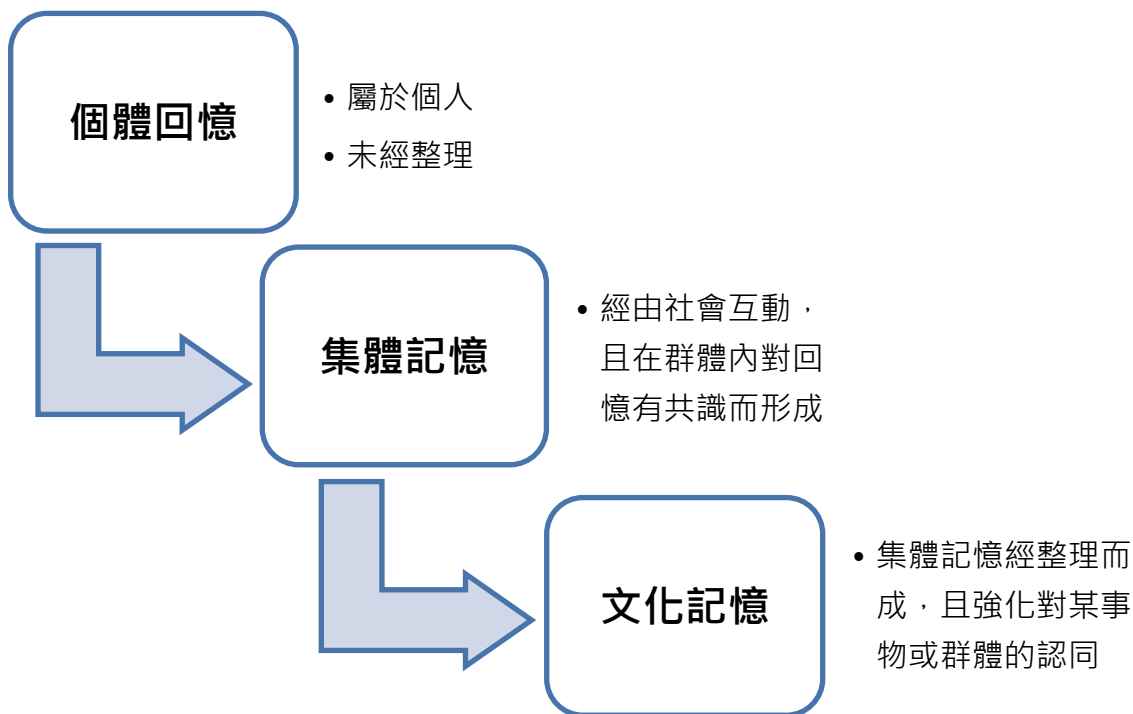 個體回憶
• 屬於個人
• 未經整理
集體記憶
• 經由社會互動，
且在群體內對回
憶有共識而形成
文化記憶
• 集體記憶經整理而
成，且強化對某事
物或群體的認同